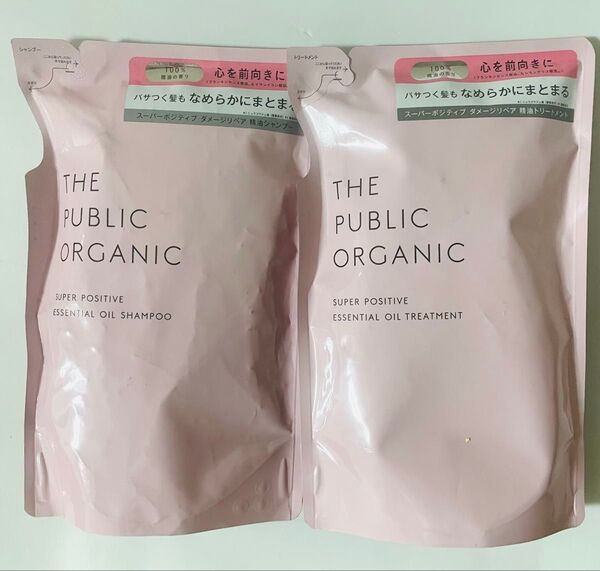 シャンプー
100%
精油の香り
心を前向きに
バサつく髪も なめらかにまとまる
スーパーポジティブ ダメージリペア 精油シャンプー
THE
PUBLIC
ORGANIC
SUPER POSITIVE
ESSENTIAL OIL SHAMPOO
トリートメント
100%
精油の香り
心を前向きに
バサつく髪も なめらかにまとまる
スーパーポジティブ ダメージリペア 精油トリートメント
THE
PUBLIC
ORGANIC
SUPER POSITIVE
ESSENTIAL OIL TREATMENT